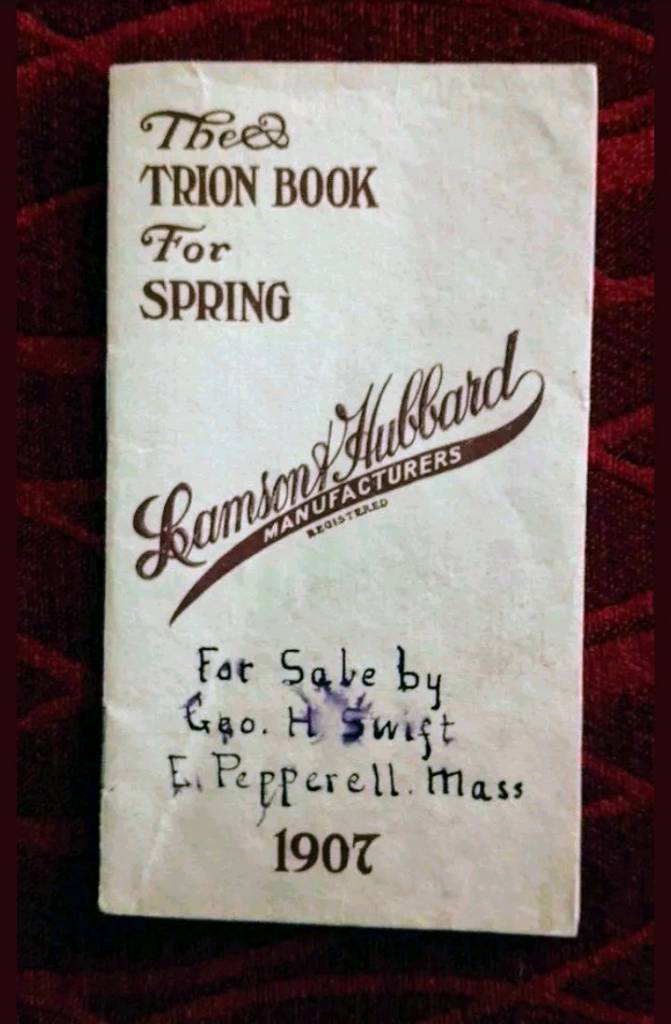 The
TRION BOOK
For
SPRING
Lamson & Hubbard
MANUFACTURERS
REGISTERED
For Sale by
Geo. H Swift
E. Pepperell. Mass
1907